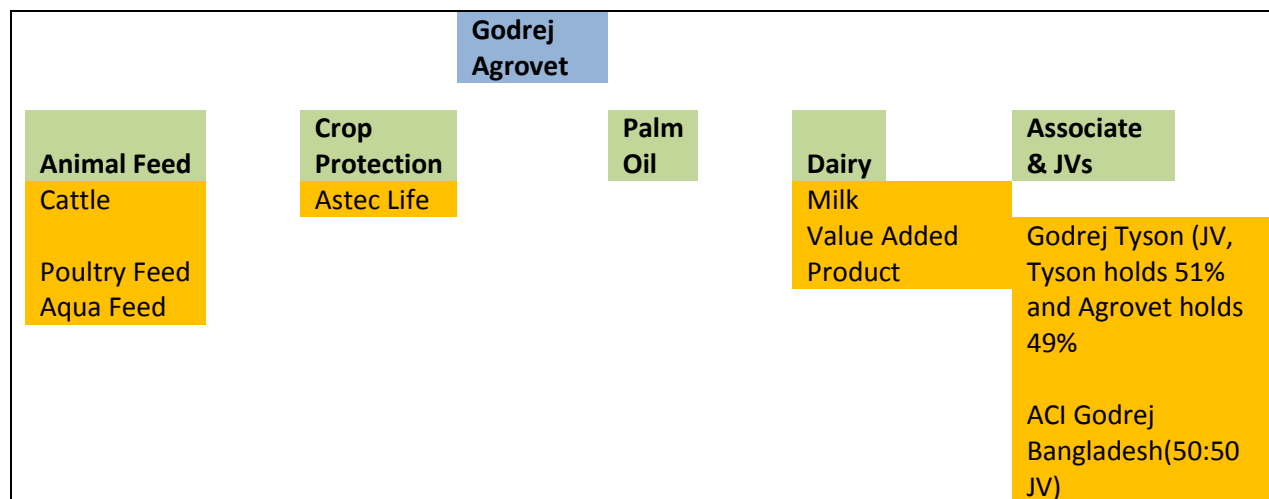 Godrej
Agrovet
Animal Feed
Cattle
Poultry Feed
Aqua Feed
Crop
Protection
Astec Life
Palm
Oil
Dairy
Milk
Value Added
Product
Associate
& JVs
Godrej Tyson (JV,
Tyson holds 51%
and Agrovet holds
49%
ACI Godrej
Bangladesh(50:50
JV)